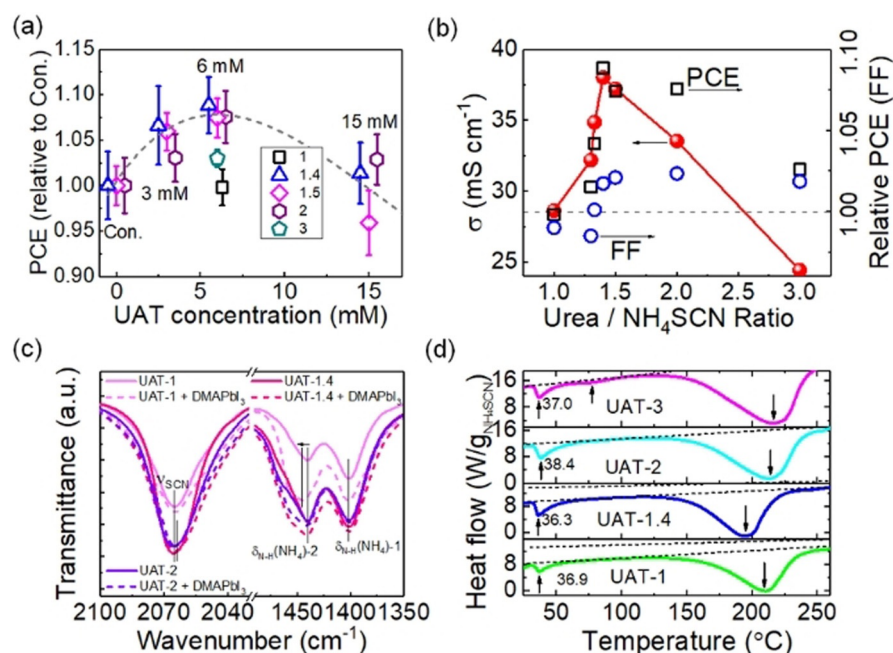 (a)
PCE (relative to Con.)
1.15
1.10
1.05
1.00
0.95
0.90
6 mM
15 mM
3 mM
Con.
1
1.4
1.5
2
3
0
5
10
15
UAT concentration (mM)
(b)
σ (mS cm⁻¹)
40
35
30
25
PCE
FF
1.10
1.05
1.00
Relative PCE (FF)
1.0
1.5
2.0
2.5
3.0
Urea / NH₄SCN Ratio
(c)
Transmittance (a.u.)
UAT-1
UAT-1 + DMAPbI₃
UAT-1.4
UAT-1.4 + DMAPbI₃
νSCN
δN-H(NH₄)-2
δN-H(NH₄)-1
UAT-2
UAT-2 + DMAPbI₃
2100
2070
2040
1450
1400
1350
Wavenumber (cm⁻¹)
(d)
Heat flow (W/gNH₄SCN)
16
8
37.0
UAT-3
16
8
0
38.4
UAT-2
8
0
36.3
UAT-1.4
8
0
36.9
UAT-1
50
100
150
200
250
Temperature (°C)